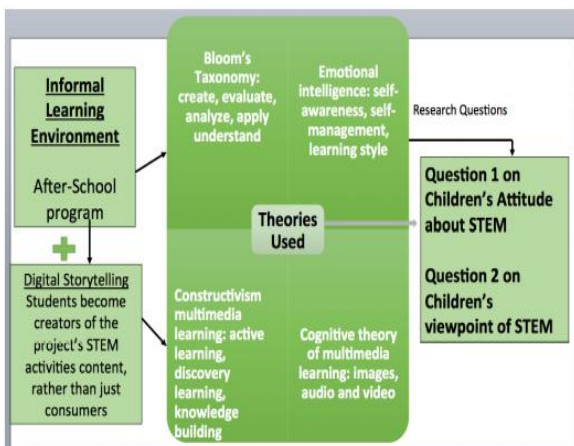 Informal
Learning
Environment
After-School
program
Digital Storytelling
Students become
creators of the
project's STEM
activities content,
rather than just
consumers
Bloom's
Taxonomy:
create, evaluate,
analyze, apply
understand
Emotional
intelligence: self-
awareness, self-
management,
learning style
Theories
Used
Constructivism
multimedia
learning: active
learning,
discovery
learning,
knowledge
building
Cognitive theory
of multimedia
learning: images,
audio and video
Research Questions
Question 1 on
Children's Attitude
about STEM
Question 2 on
Children's
viewpoint of STEM